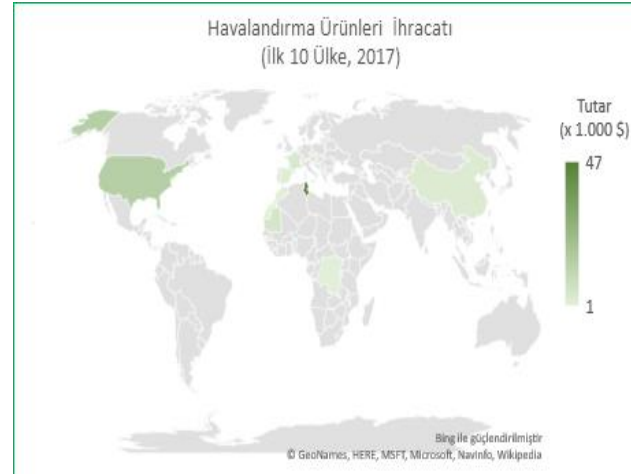 Havalandırma Ürünleri İhracatı
(İlk 10 Ülke, 2017)
Tutar
(x 1.000 $)
47
1
Bing ile güçlendirilmiştir
© GeoNames, HERE, MSFT, Microsoft, NavInfo, Wikipedia